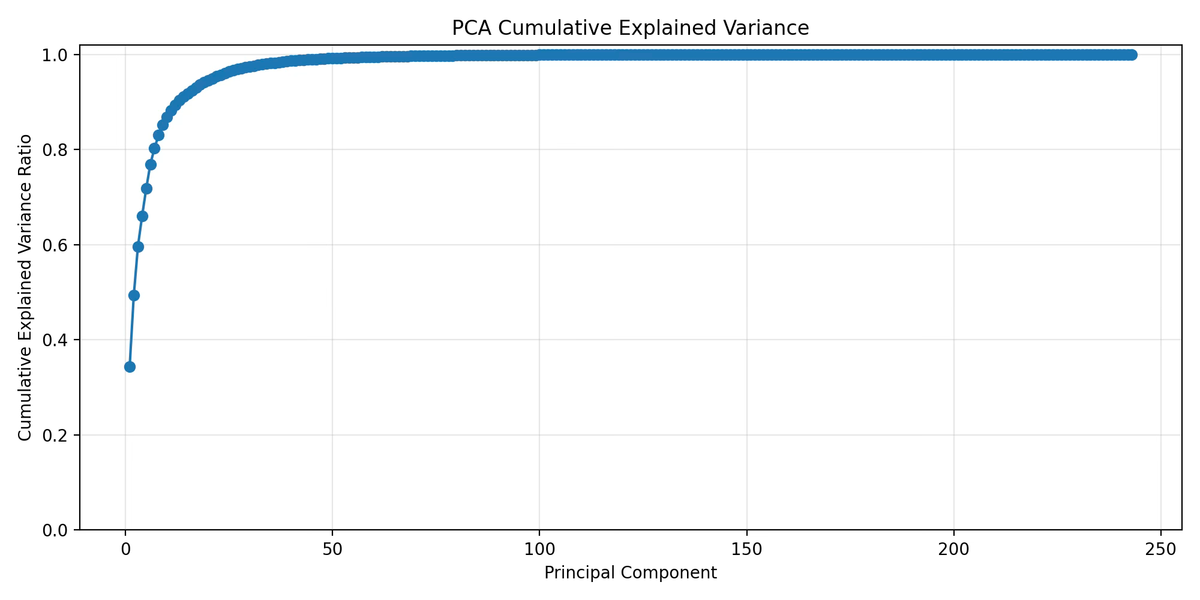 PCA Cumulative Explained Variance
1.0
0.8
0.6
0.4
0.2
0.0
Cumulative Explained Variance Ratio
0 50 100 150 200 250
Principal Component